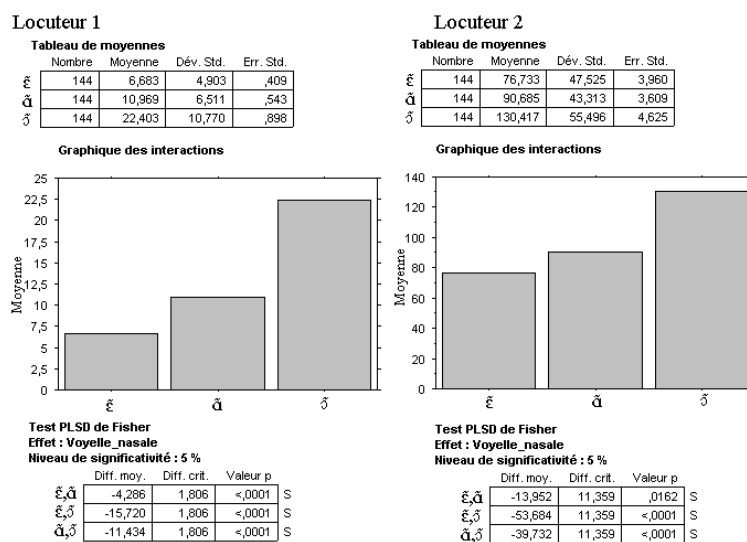 Locuteur 1
Tableau de moyennes
Nombre Moyenne Dév. Std. Err. Std.
ɛ̃ 144 6,683 4,903 ,409
ɑ̃ 144 10,969 6,511 ,543
ɔ̃ 144 22,403 10,770 ,898
Graphique des interactions
Moyenne
25
22,5
20
17,5
15
12,5
10
7,5
5
2,5
0
ɛ̃ ɑ̃ ɔ̃
Test PLSD de Fisher
Effet : Voyelle_nasale
Niveau de significativité : 5 %
Diff. moy. Diff. crit. Valeur p
ɛ̃,ɑ̃ -4,286 1,806 <,0001 S
ɛ̃,ɔ̃ -15,720 1,806 <,0001 S
ɑ̃,ɔ̃ -11,434 1,806 <,0001 S
Locuteur 2
Tableau de moyennes
Nombre Moyenne Dév. Std. Err. Std.
ɛ̃ 144 76,733 47,525 3,960
ɑ̃ 144 90,685 43,313 3,609
ɔ̃ 144 130,417 55,496 4,625
Graphique des interactions
Moyenne
140
120
100
80
60
40
20
0
ɛ̃ ɑ̃ ɔ̃
Test PLSD de Fisher
Effet : Voyelle_nasale
Niveau de significativité : 5 %
Diff. moy. Diff. crit. Valeur p
ɛ̃,ɑ̃ -13,952 11,359 ,0162 S
ɛ̃,ɔ̃ -53,684 11,359 <,0001 S
ɑ̃,ɔ̃ -39,732 11,359 <,0001 S